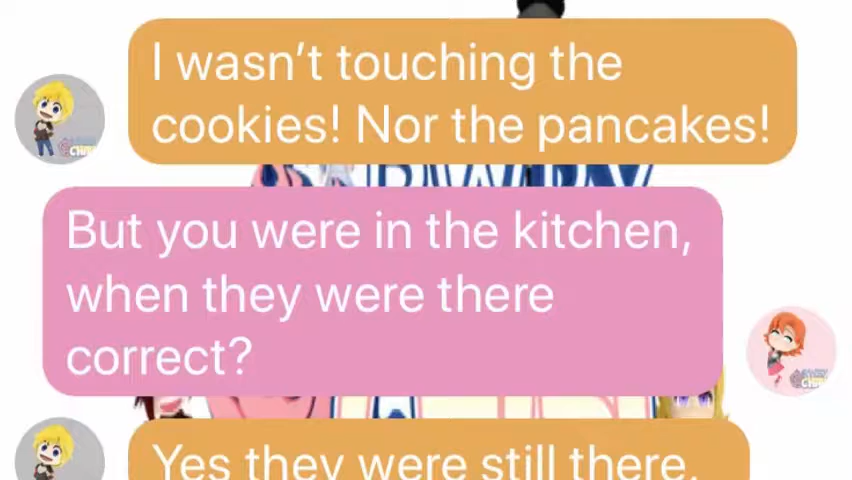 I wasn’t touching the
cookies! Nor the pancakes!
But you were in the kitchen,
when they were there
correct?
Yes they were still there.